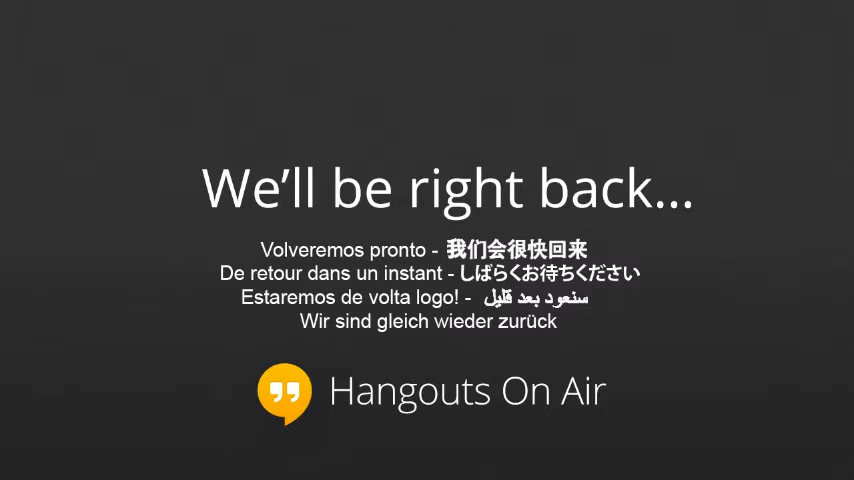 We'll be right back...
Volveremos pronto - 我们会很快回来
De retour dans un instant - しばらくお待ちください
Estaremos de volta logo! - سنعود بعد قليل
Wir sind gleich wieder zurück
Hangouts On Air